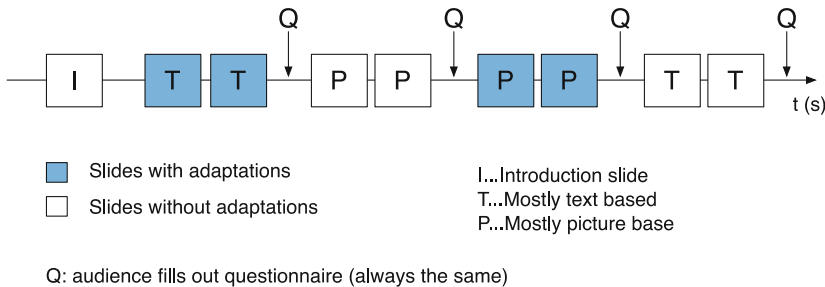 Q Q Q Q
I T T P P P P T T
t (s)
Slides with adaptations
Slides without adaptations
I...Introduction slide
T...Mostly text based
P...Mostly picture base
Q: audience fills out questionnaire (always the same)